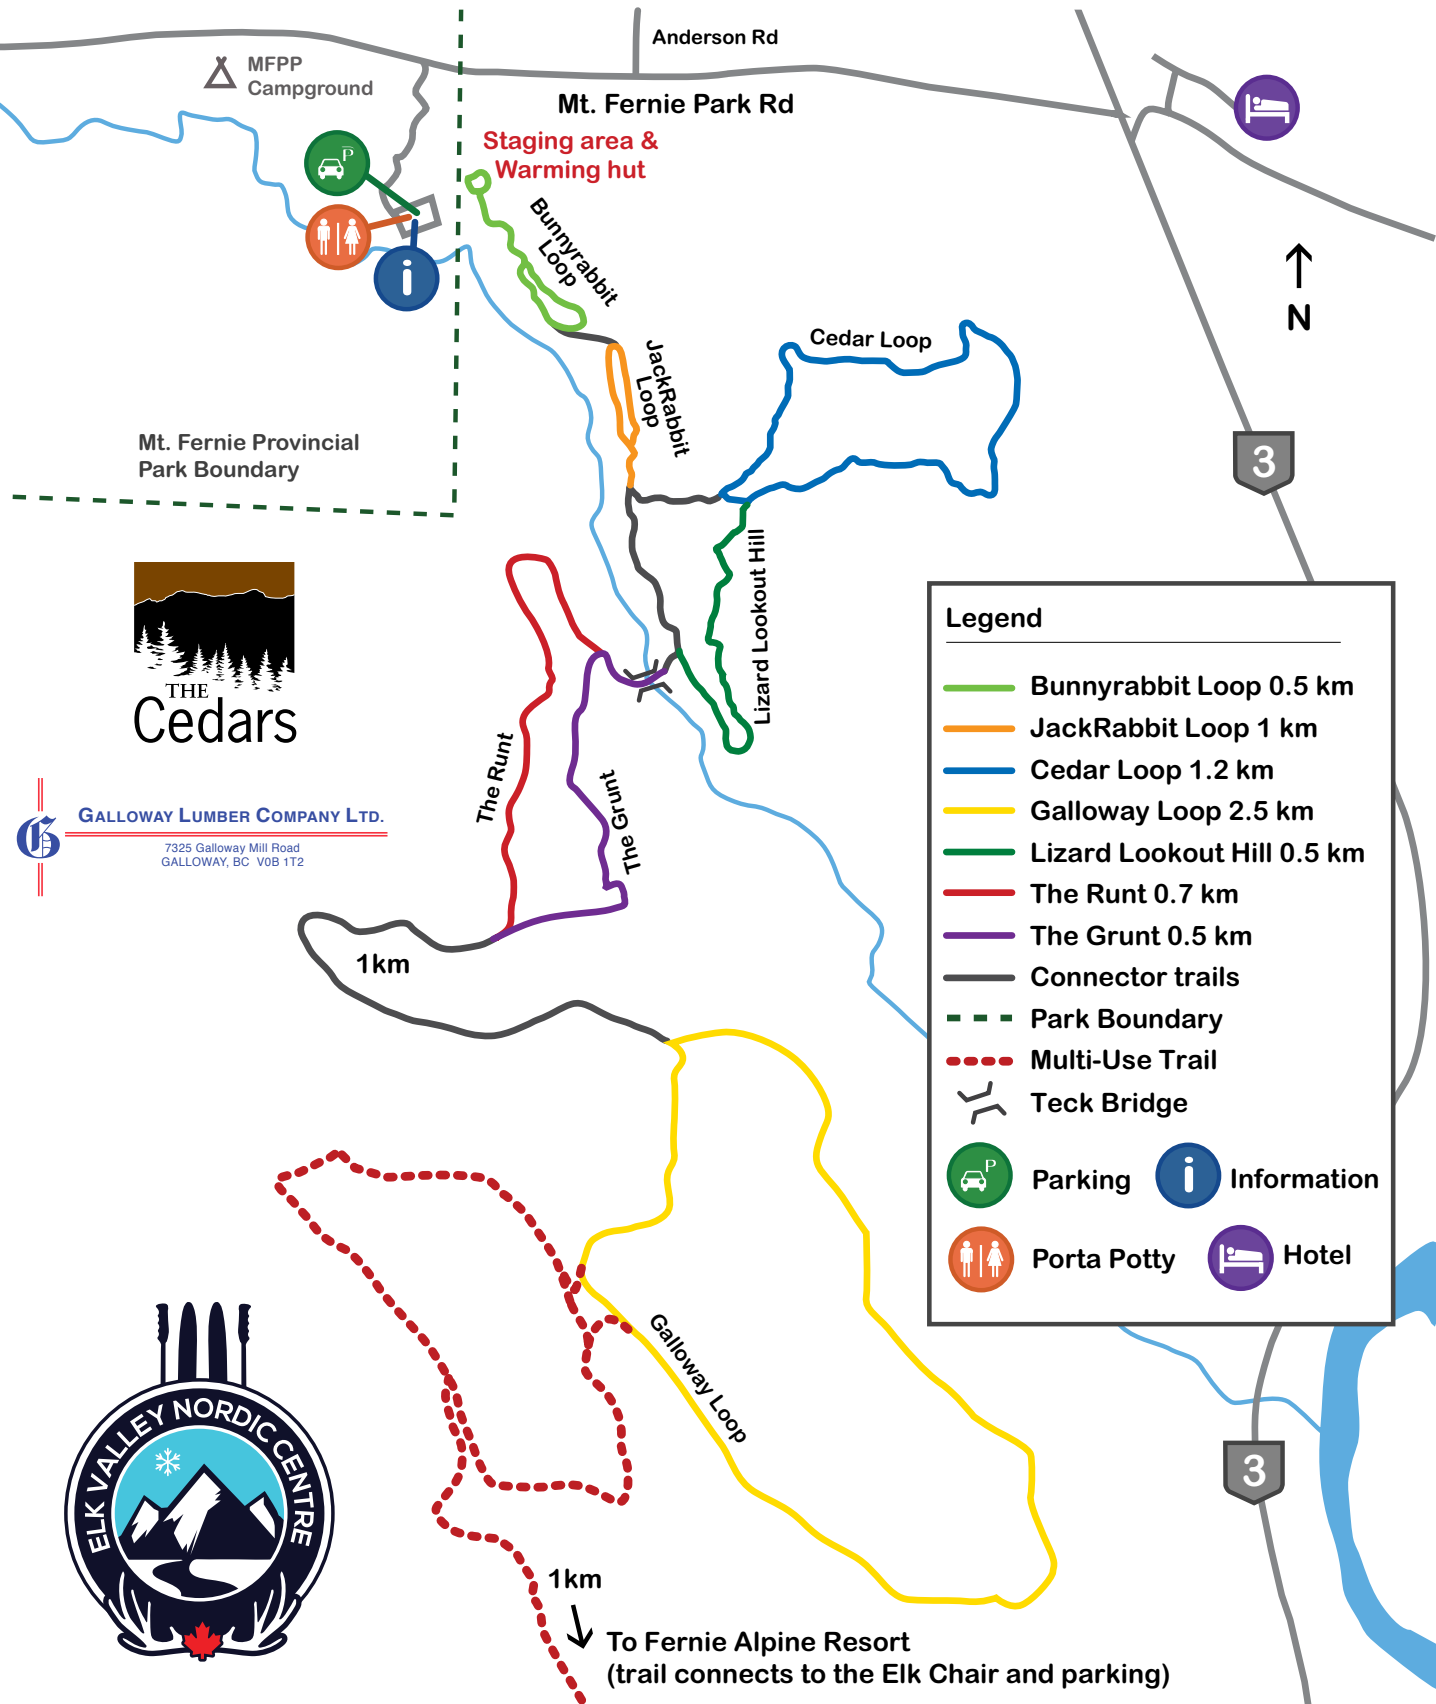 Anderson Rd
MFPP
Campground
Mt. Fernie Park Rd
Staging area &
Warming hut
P
i
Bunnyrabbit
Loop
N
Cedar Loop
JackRabbit
Loop
Mt. Fernie Provincial
Park Boundary
3
Lizard Lookout Hill
THE
Cedars
The Runt
The Grunt
G
GALLOWAY LUMBER COMPANY LTD.
7325 Galloway Mill Road
GALLOWAY, BC V0B 1T2
1km
Legend
Bunnyrabbit Loop 0.5 km
JackRabbit Loop 1 km
Cedar Loop 1.2 km
Galloway Loop 2.5 km
Lizard Lookout Hill 0.5 km
The Runt 0.7 km
The Grunt 0.5 km
Connector trails
Park Boundary
Multi-Use Trail
Teck Bridge
P
Parking
i
Information
Porta Potty
Hotel
Galloway Loop
ELK VALLEY NORDIC CENTRE
3
1km
To Fernie Alpine Resort
(trail connects to the Elk Chair and parking)